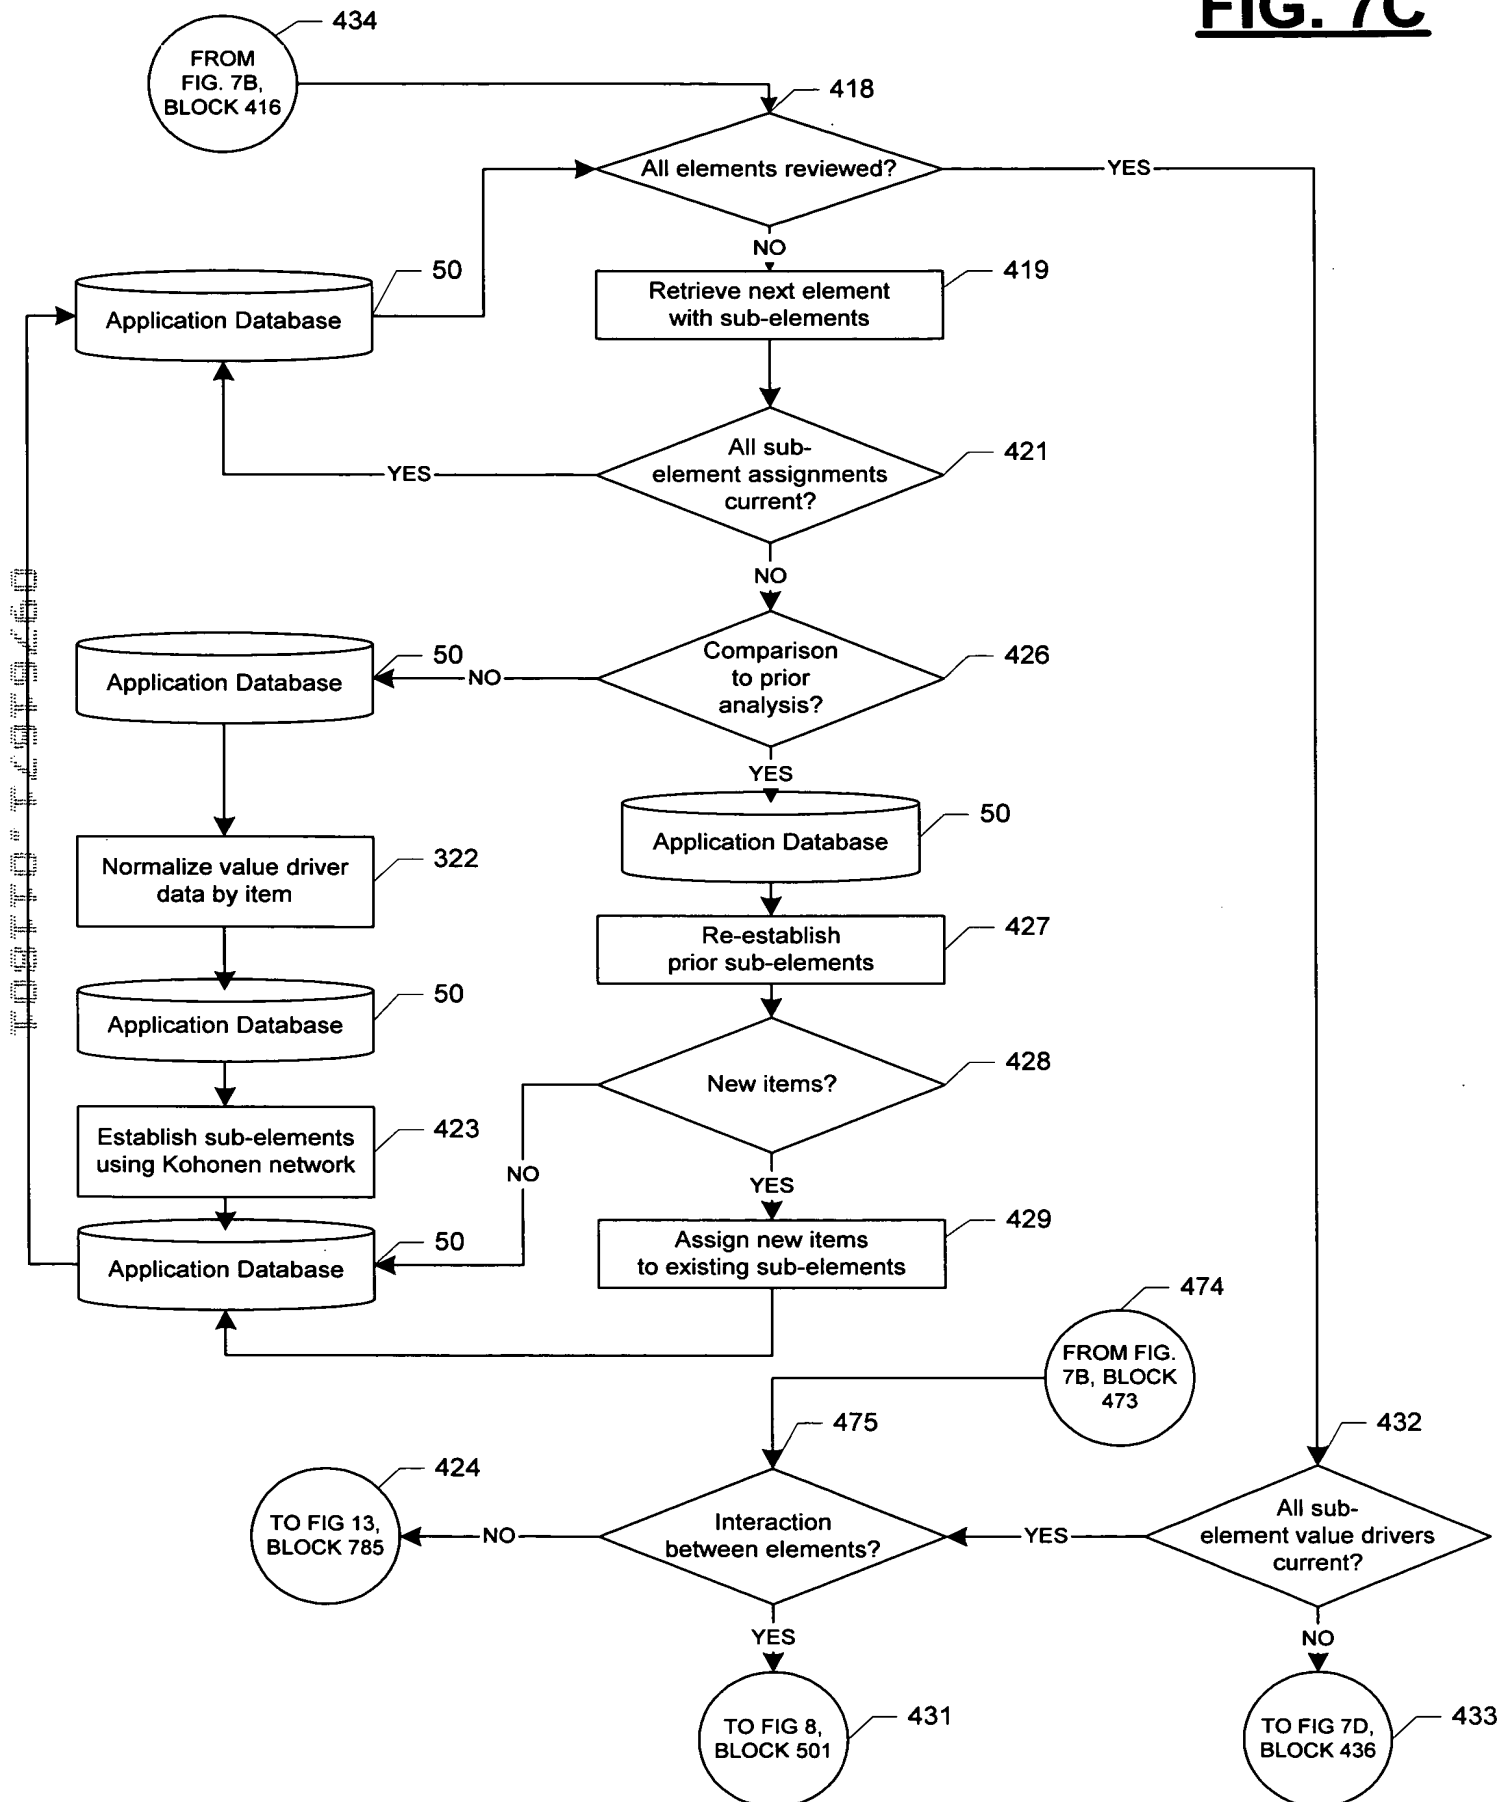 FIG. 7C
434
FROM
FIG. 7B,
BLOCK 416
418
All elements reviewed?
YES
NO
50
Application Database
419
Retrieve next element
with sub-elements
421
All sub-
element assignments
current?
YES
NO
50
Application Database
NO
426
Comparison
to prior
analysis?
YES
50
Application Database
322
Normalize value driver
data by item
427
Re-establish
prior sub-elements
50
Application Database
428
New items?
NO
YES
423
Establish sub-elements
using Kohonen network
429
Assign new items
to existing sub-elements
50
Application Database
474
FROM FIG.
7B, BLOCK
473
475
Interaction
between elements?
432
All sub-
element value drivers
current?
424
TO FIG 13,
BLOCK 785
NO
YES
YES
NO
431
TO FIG 8,
BLOCK 501
433
TO FIG 7D,
BLOCK 436